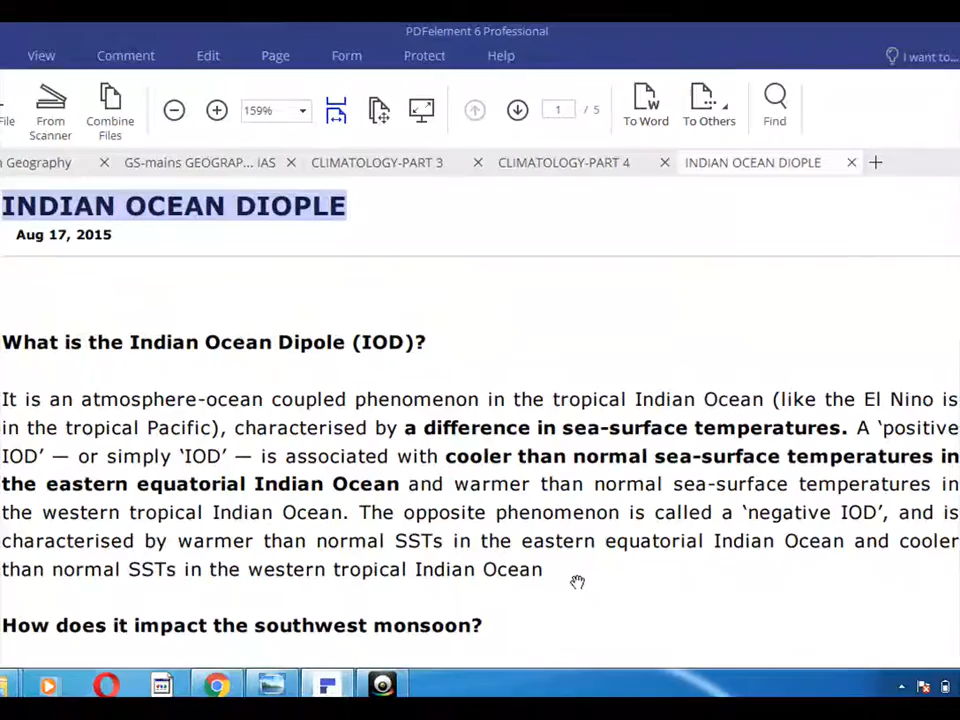 PDFelement 6 Professional
View Comment Edit Page Form Protect Help I want to...
File From Scanner Combine Files 159% 1 / 5 To Word To Others Find
Geography GS-mains GEOGRAP... iAS CLIMATOLOGY-PART 3 CLIMATOLOGY-PART 4 INDIAN OCEAN DIOPLE
INDIAN OCEAN DIOPLE
Aug 17, 2015
What is the Indian Ocean Dipole (IOD)?
It is an atmosphere-ocean coupled phenomenon in the tropical Indian Ocean (like the El Nino is
in the tropical Pacific), characterised by a difference in sea-surface temperatures. A ‘positive
IOD’ — or simply ‘IOD’ — is associated with cooler than normal sea-surface temperatures in
the eastern equatorial Indian Ocean and warmer than normal sea-surface temperatures in
the western tropical Indian Ocean. The opposite phenomenon is called a ‘negative IOD’, and is
characterised by warmer than normal SSTs in the eastern equatorial Indian Ocean and cooler
than normal SSTs in the western tropical Indian Ocean
How does it impact the southwest monsoon?